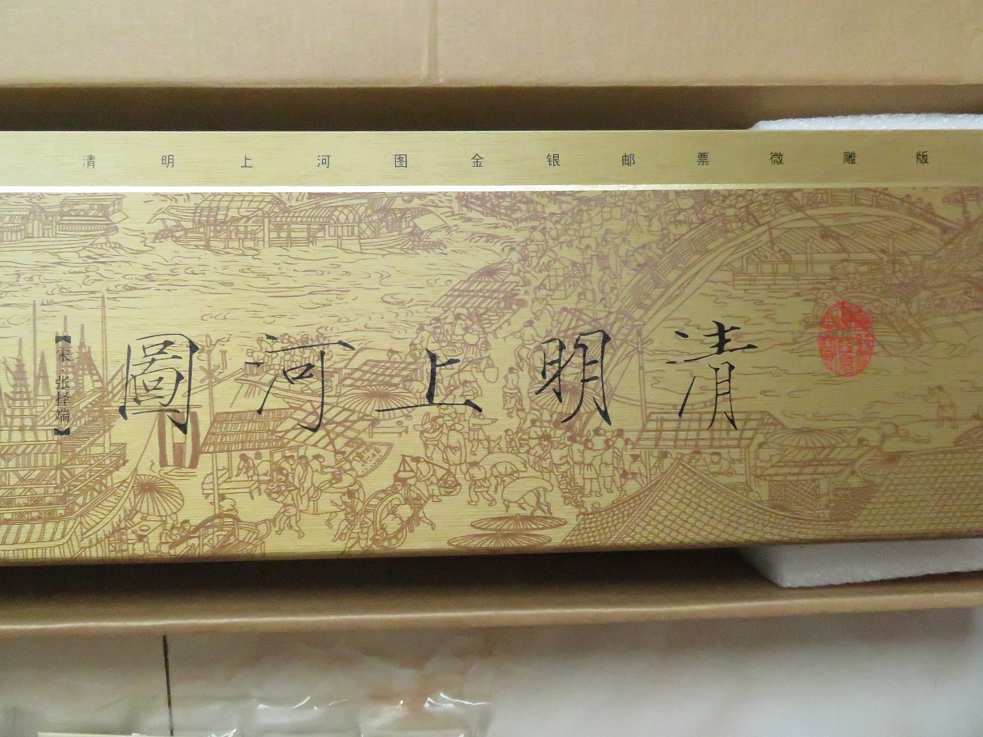 清明上河图金银邮票微雕版
清明上河圖
【宋 张择端】